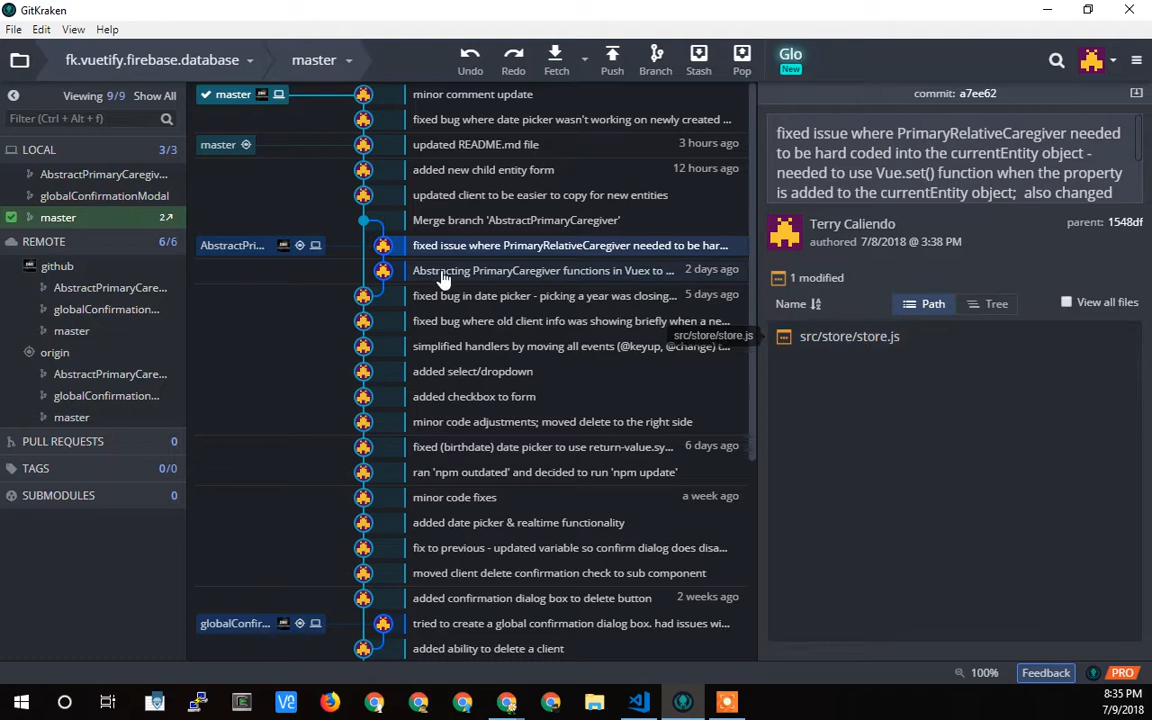 GitKraken
File Edit View Help
fk.vuetify.firebase.database
master
Undo
Redo
Fetch
Push
Branch
Stash
Pop
Glo
New
Viewing 9/9 Show All
Filter (Ctrl + Alt + f)
LOCAL 3/3
AbstractPrimaryCaregiv...
globalConfirmationModal
master 2
REMOTE 6/6
github
AbstractPrimaryCare...
globalConfirmation...
master
origin
AbstractPrimaryCare...
globalConfirmation...
master
PULL REQUESTS 0
TAGS 0/0
SUBMODULES 0
master minor comment update
fixed bug where date picker wasn't working on newly created ...
master updated README.md file 3 hours ago
added new child entity form 12 hours ago
updated client to be easier to copy for new entities
Merge branch 'AbstractPrimaryCaregiver'
AbstractPri... fixed issue where PrimaryRelativeCaregiver needed to be har...
Abstracting PrimaryCaregiver functions in Vuex to ... 2 days ago
fixed bug in date picker - picking a year was closing... 5 days ago
fixed bug where old client info was showing briefly when a ne...
simplified handlers by moving all events (@keyup, @change) t...
added select/dropdown
added checkbox to form
minor code adjustments; moved delete to the right side
fixed (birthdate) date picker to use return-value.sy... 6 days ago
ran 'npm outdated' and decided to run 'npm update'
minor code fixes a week ago
added date picker & realtime functionality
fix to previous - updated variable so confirm dialog does disa...
moved client delete confirmation check to sub component
added confirmation dialog box to delete button 2 weeks ago
globalConfir... tried to create a global confirmation dialog box. had issues wi...
added ability to delete a client
src/store/store.js
commit: a7ee62
fixed issue where PrimaryRelativeCaregiver needed
to be hard coded into the currentEntity object -
needed to use Vue.set() function when the property
is added to the currentEntity object; also changed
Terry Caliendo
authored 7/8/2018 @ 3:38 PM
parent: 1548df
1 modified
Name Path Tree View all files
src/store/store.js
100% Feedback PRO
8:35 PM
7/9/2018